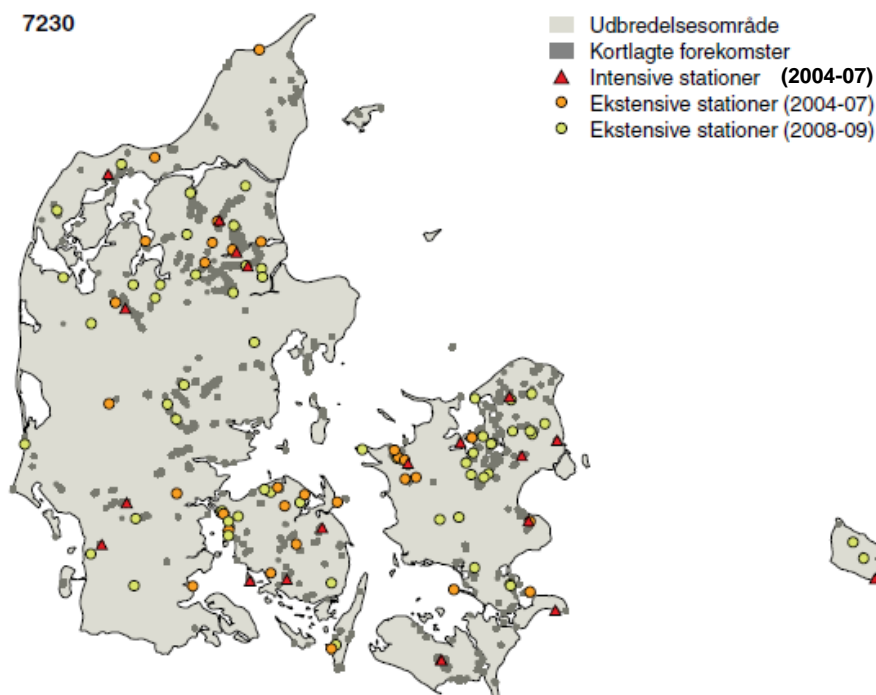 7230
Udbredelsesområde
Kortlagte forekomster
Intensive stationer (2004-07)
Ekstensive stationer (2004-07)
Ekstensive stationer (2008-09)